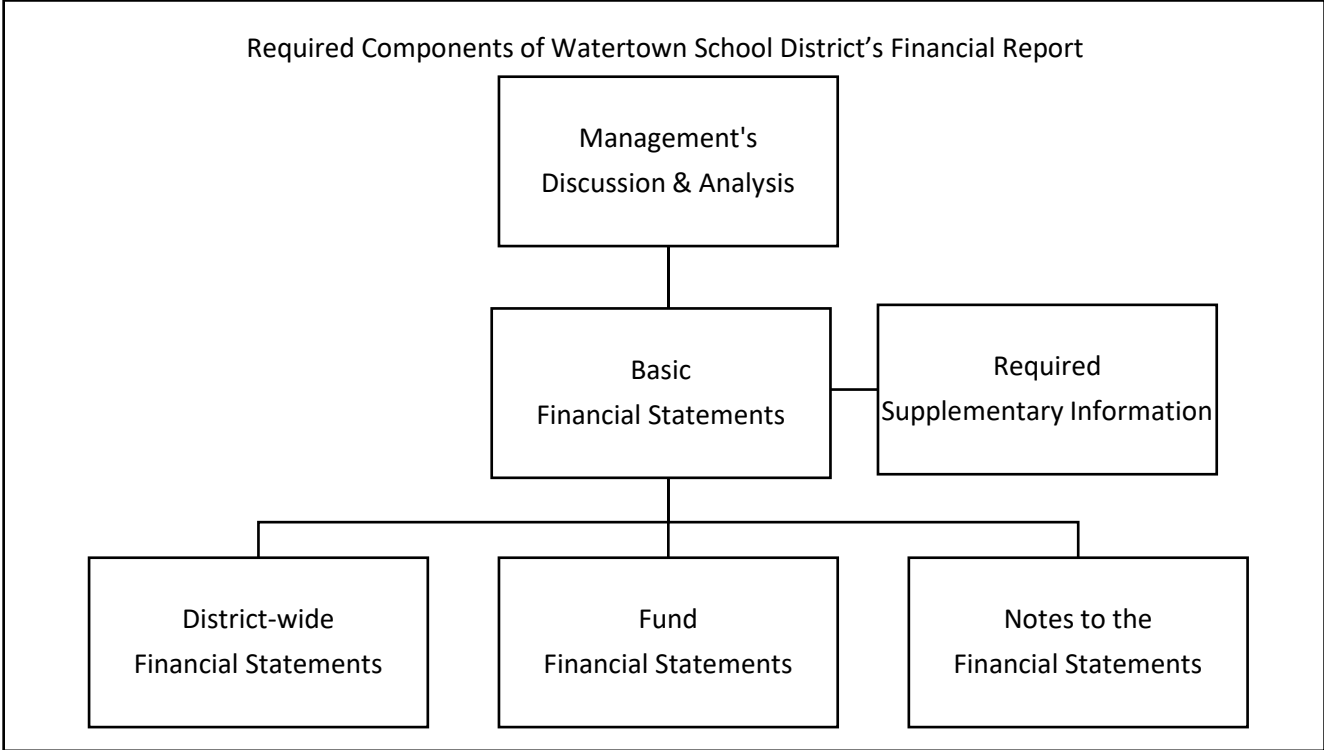 Required Components of Watertown School District’s Financial Report
Management's
Discussion & Analysis
Basic
Financial Statements
Required
Supplementary Information
District-wide
Financial Statements
Fund
Financial Statements
Notes to the
Financial Statements